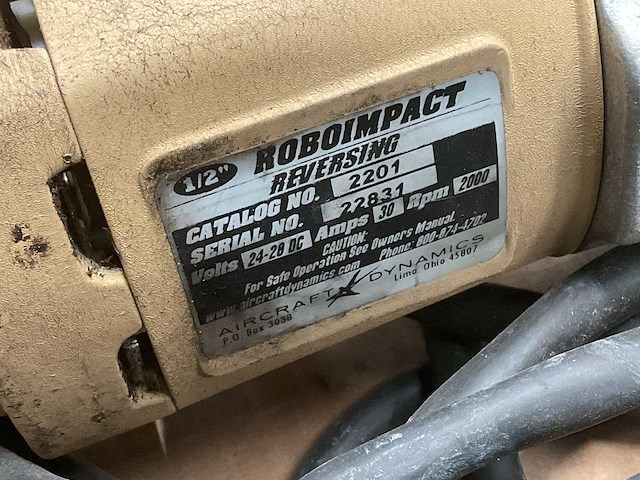 1/2" ROBOIMPACT
REVERSING
CATALOG NO. 2201
SERIAL NO. 22831
Volts 24-28 DC Amps 30 Rpm 2000
CAUTION:
For Safe Operation See Owners Manual.
www.aircraftdynamics.com Phone: 800-874-4702
AIRCRAFT DYNAMICS
P.O. Box 3038 Lima, Ohio 45807